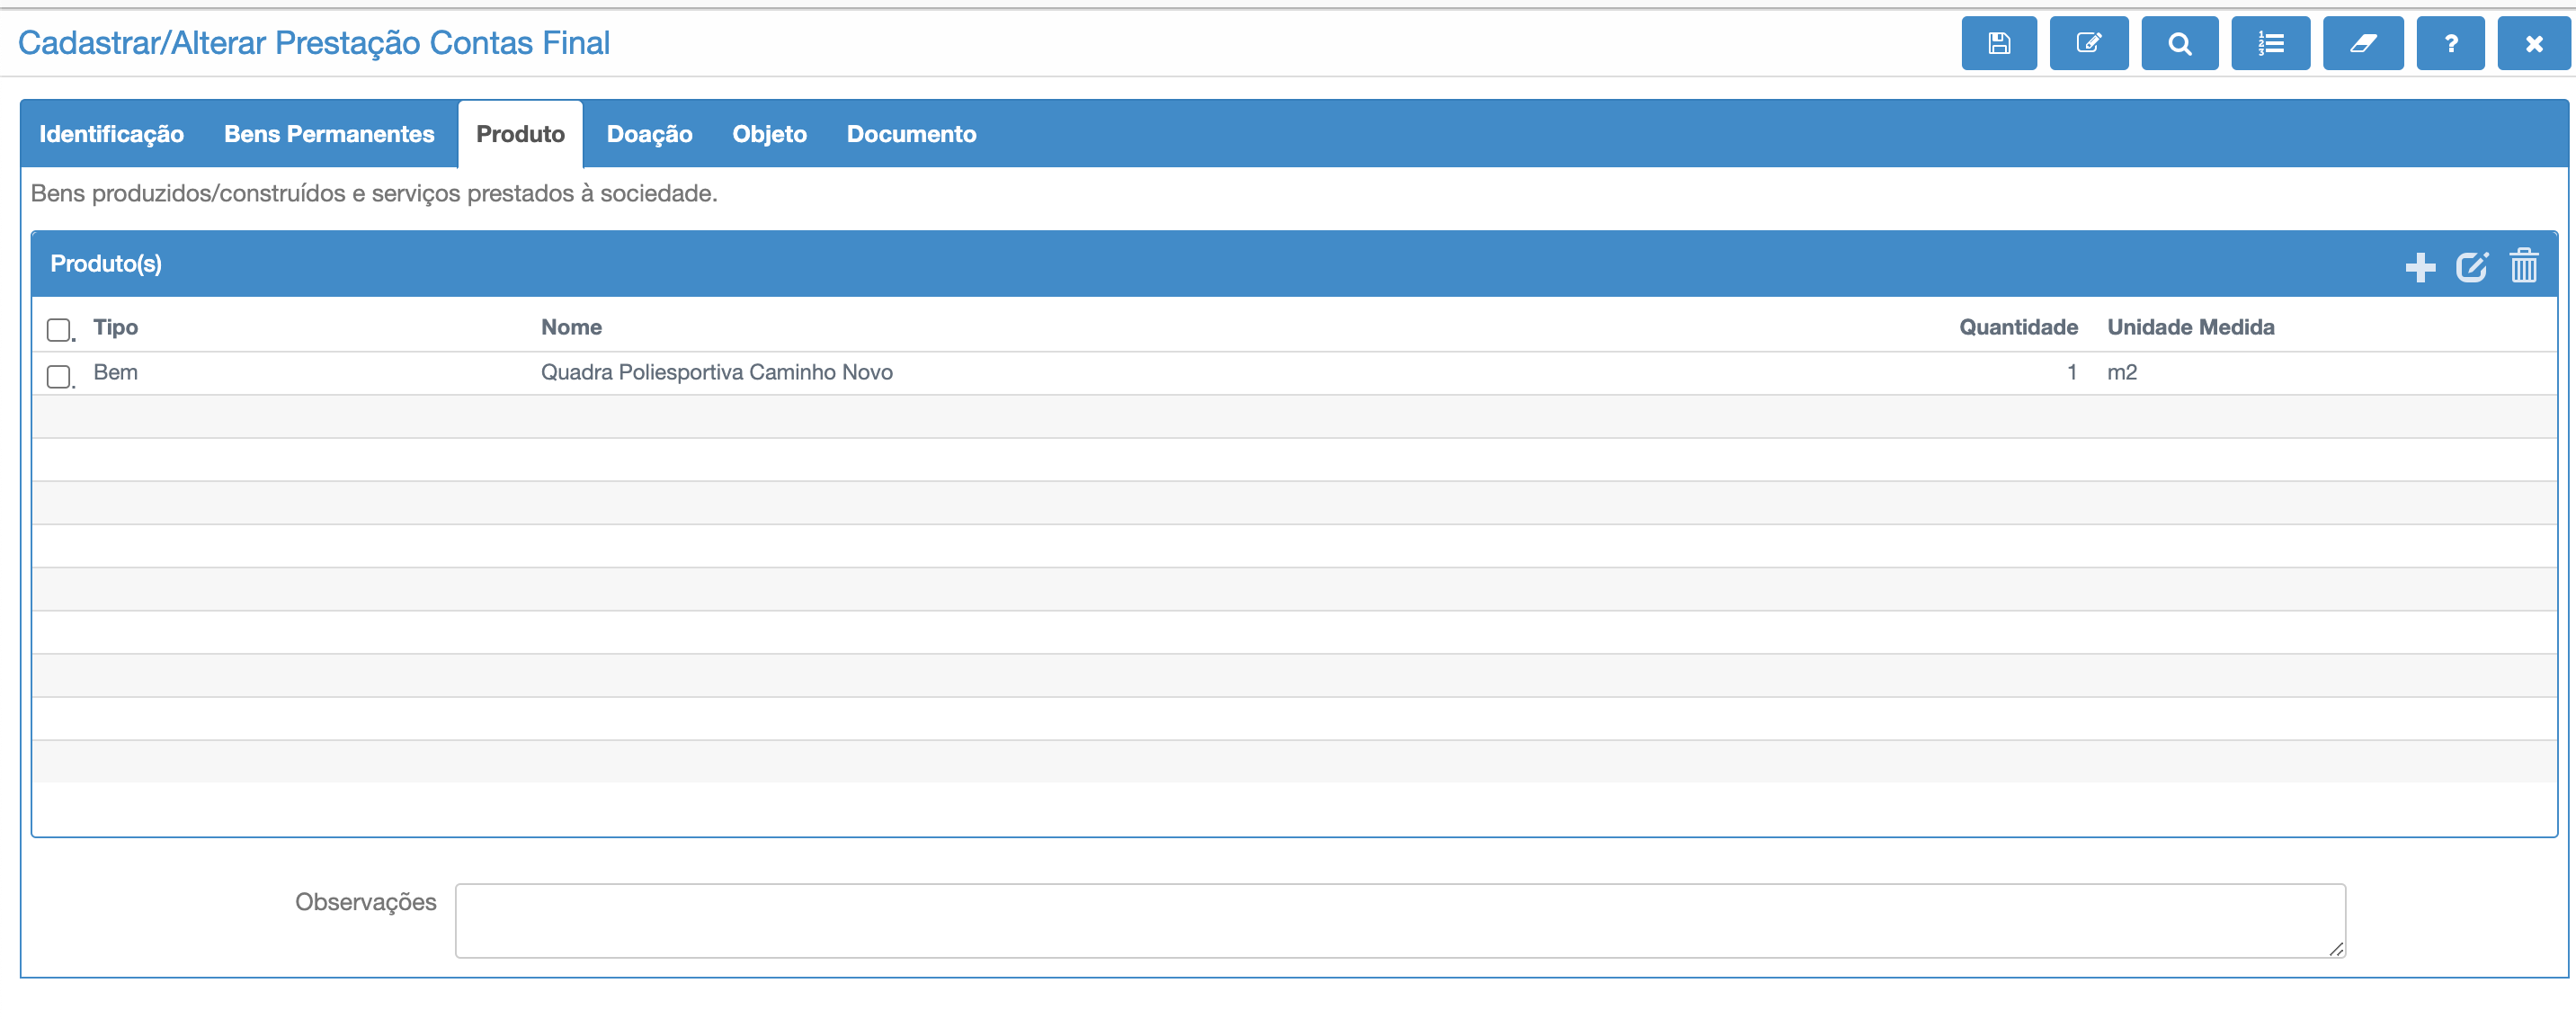 Cadastrar/Alterar Prestação Contas Final
Identificação Bens Permanentes Produto Doação Objeto Documento
Bens produzidos/construídos e serviços prestados à sociedade.
Produto(s)
Tipo Nome Quantidade Unidade Medida
Bem Quadra Poliesportiva Caminho Novo 1 m2
Observações